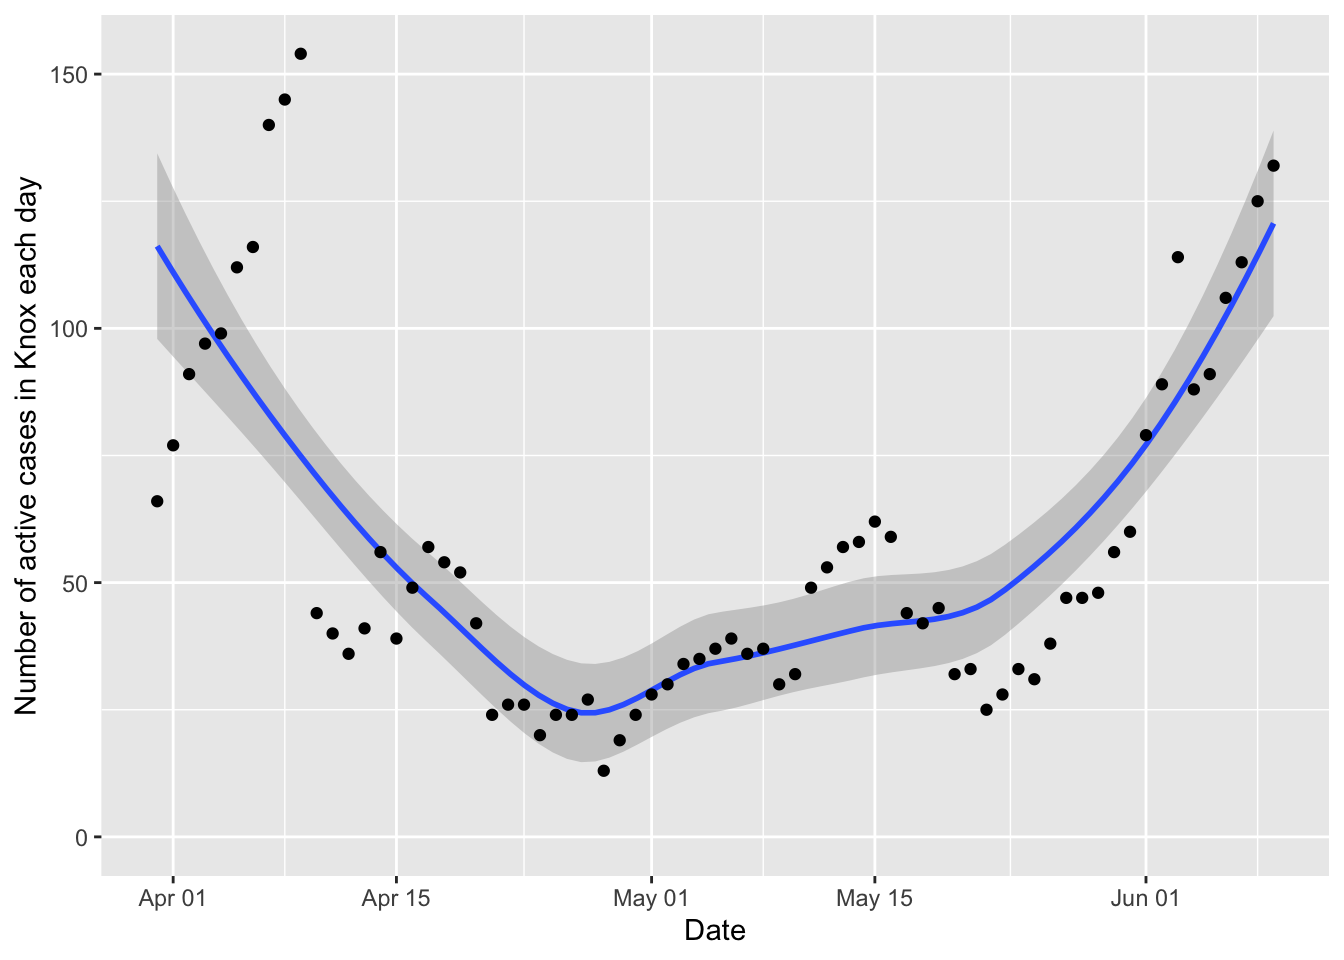 Number of active cases in Knox each day
150
100
50
0
Apr 01
Apr 15
May 01
May 15
Jun 01
Date